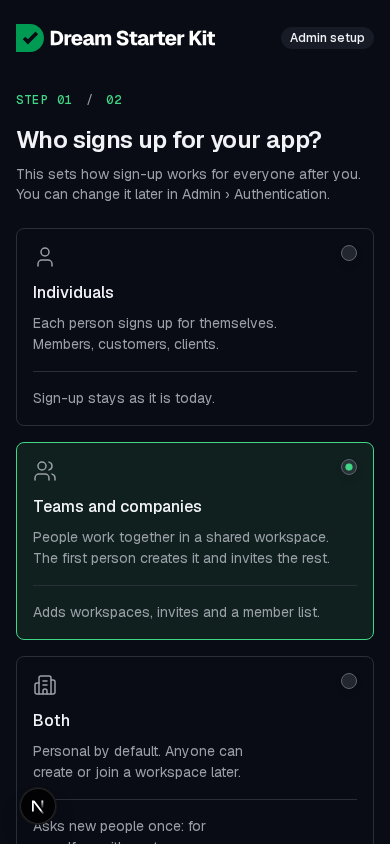 Dream Starter Kit
Admin setup
STEP 01 / 02
Who signs up for your app?
This sets how sign-up works for everyone after you.
You can change it later in Admin › Authentication.
Individuals
Each person signs up for themselves.
Members, customers, clients.
Sign-up stays as it is today.
Teams and companies
People work together in a shared workspace.
The first person creates it and invites the rest.
Adds workspaces, invites and a member list.
Both
Personal by default. Anyone can
create or join a workspace later.
N
Asks new people once: for